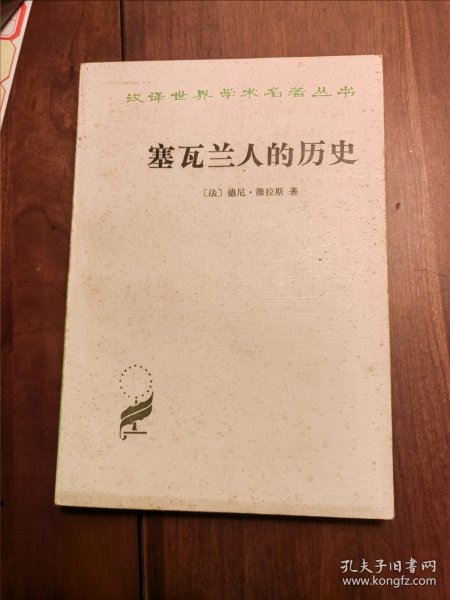 汉译世界学术名著丛书
塞瓦兰人的历史
〔法〕德尼·维拉斯 著
孔夫子旧书网
www.kongfz.com